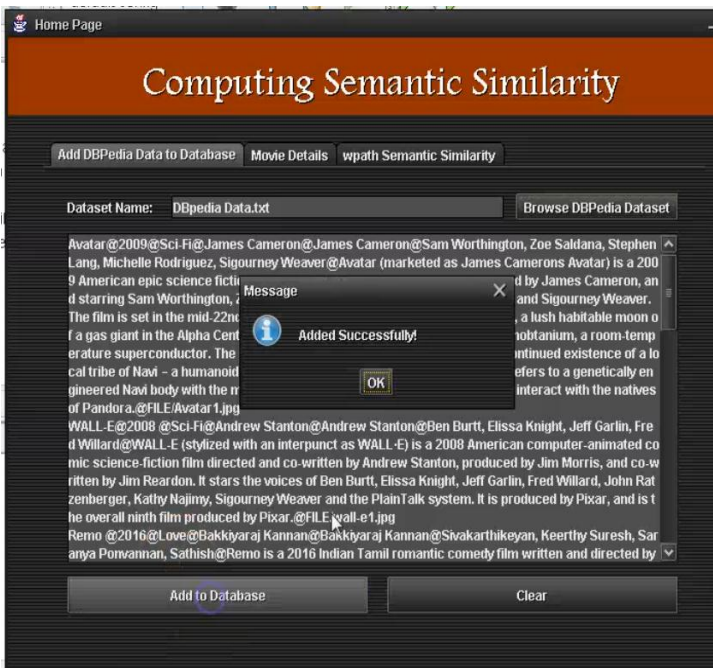 Home Page
Computing Semantic Similarity
Add DBPedia Data to Database Movie Details wpath Semantic Similarity
Dataset Name: DBpedia Data.txt Browse DBPedia Dataset
Avatar@2009@Sci-Fi@James Cameron@James Cameron@Sam Worthington, Zoe Saldana, Stephen
Lang, Michelle Rodriguez, Sigourney Weaver@Avatar (marketed as James Camerons Avatar) is a 200
9 American epic science d by James Cameron, an
d starring Sam Worthington, and Sigourney Weaver.
The film is set in the , a lush habitable moon o
f a gas giant in the Alpha a room-temp
erature superconductor. The existence of a lo
cal tribe of Navi – a humanoid efers to a genetically en
gineered Navi body with the interact with the natives
of Pandora.@FILE/Avatar1.jpg
Message
Added Successfully!
OK
WALL-E@2008 @Sci-Fi@Andrew Stanton@Andrew Stanton@Ben Burtt, Elissa Knight, Jeff Garlin, Fre
d Willard@WALL-E (stylized with an interpunct as WALL·E) is a 2008 American computer-animated co
mic science-fiction film directed and co-written by Andrew Stanton, produced by Jim Morris, and co-w
ritten by Jim Reardon. It stars the voices of Ben Burtt, Elissa Knight, Jeff Garlin, Fred Willard, John Rat
zenberger, Kathy Najimy, Sigourney Weaver and the PlainTalk system. It is produced by Pixar, and is t
he overall ninth film produced by Pixar.@FILE/wall-e1.jpg
Remo @2016@Love@Bakkiyaraj Kannan@Bakkiyaraj Kannan@Sivakarthikeyan, Keerthy Suresh, Sar
anya Ponvannan, Sathish@Remo is a 2016 Indian Tamil romantic comedy film written and directed by
Add to Database Clear